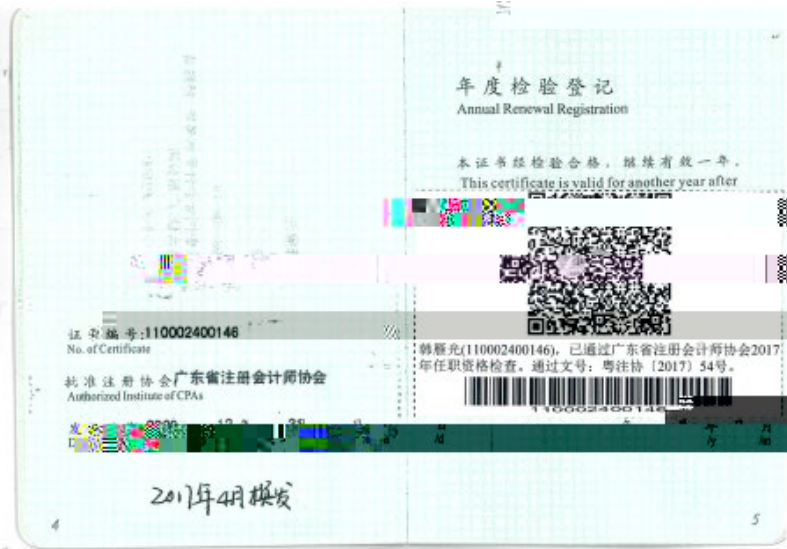 证书编号:110002400146
No. of Certificate
批准注册协会广东省注册会计师协会
Authorized Institute of CPAs
2017年4月换发
4
年度检验登记
Annual Renewal Registration
本证书经检验合格，继续有效一年。
This certificate is valid for another year after
韩雁光(110002400146)，已通过广东省注册会计师协会2017
年任职资格检查。通过文号：粤注协〔2017〕54号。
110002400146
5